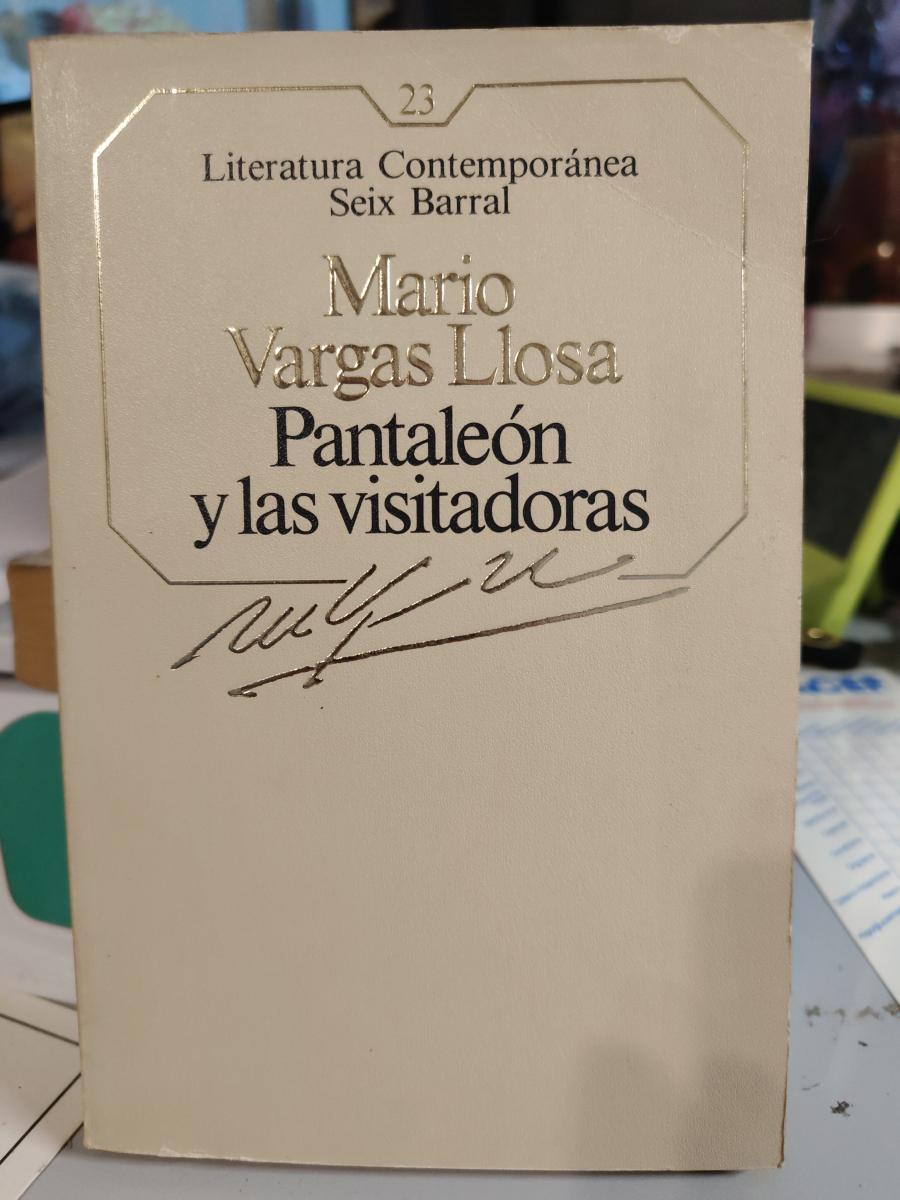 23
Literatura Contemporánea
Seix Barral
Mario
Vargas Llosa
Pantaleón
y las visitadoras